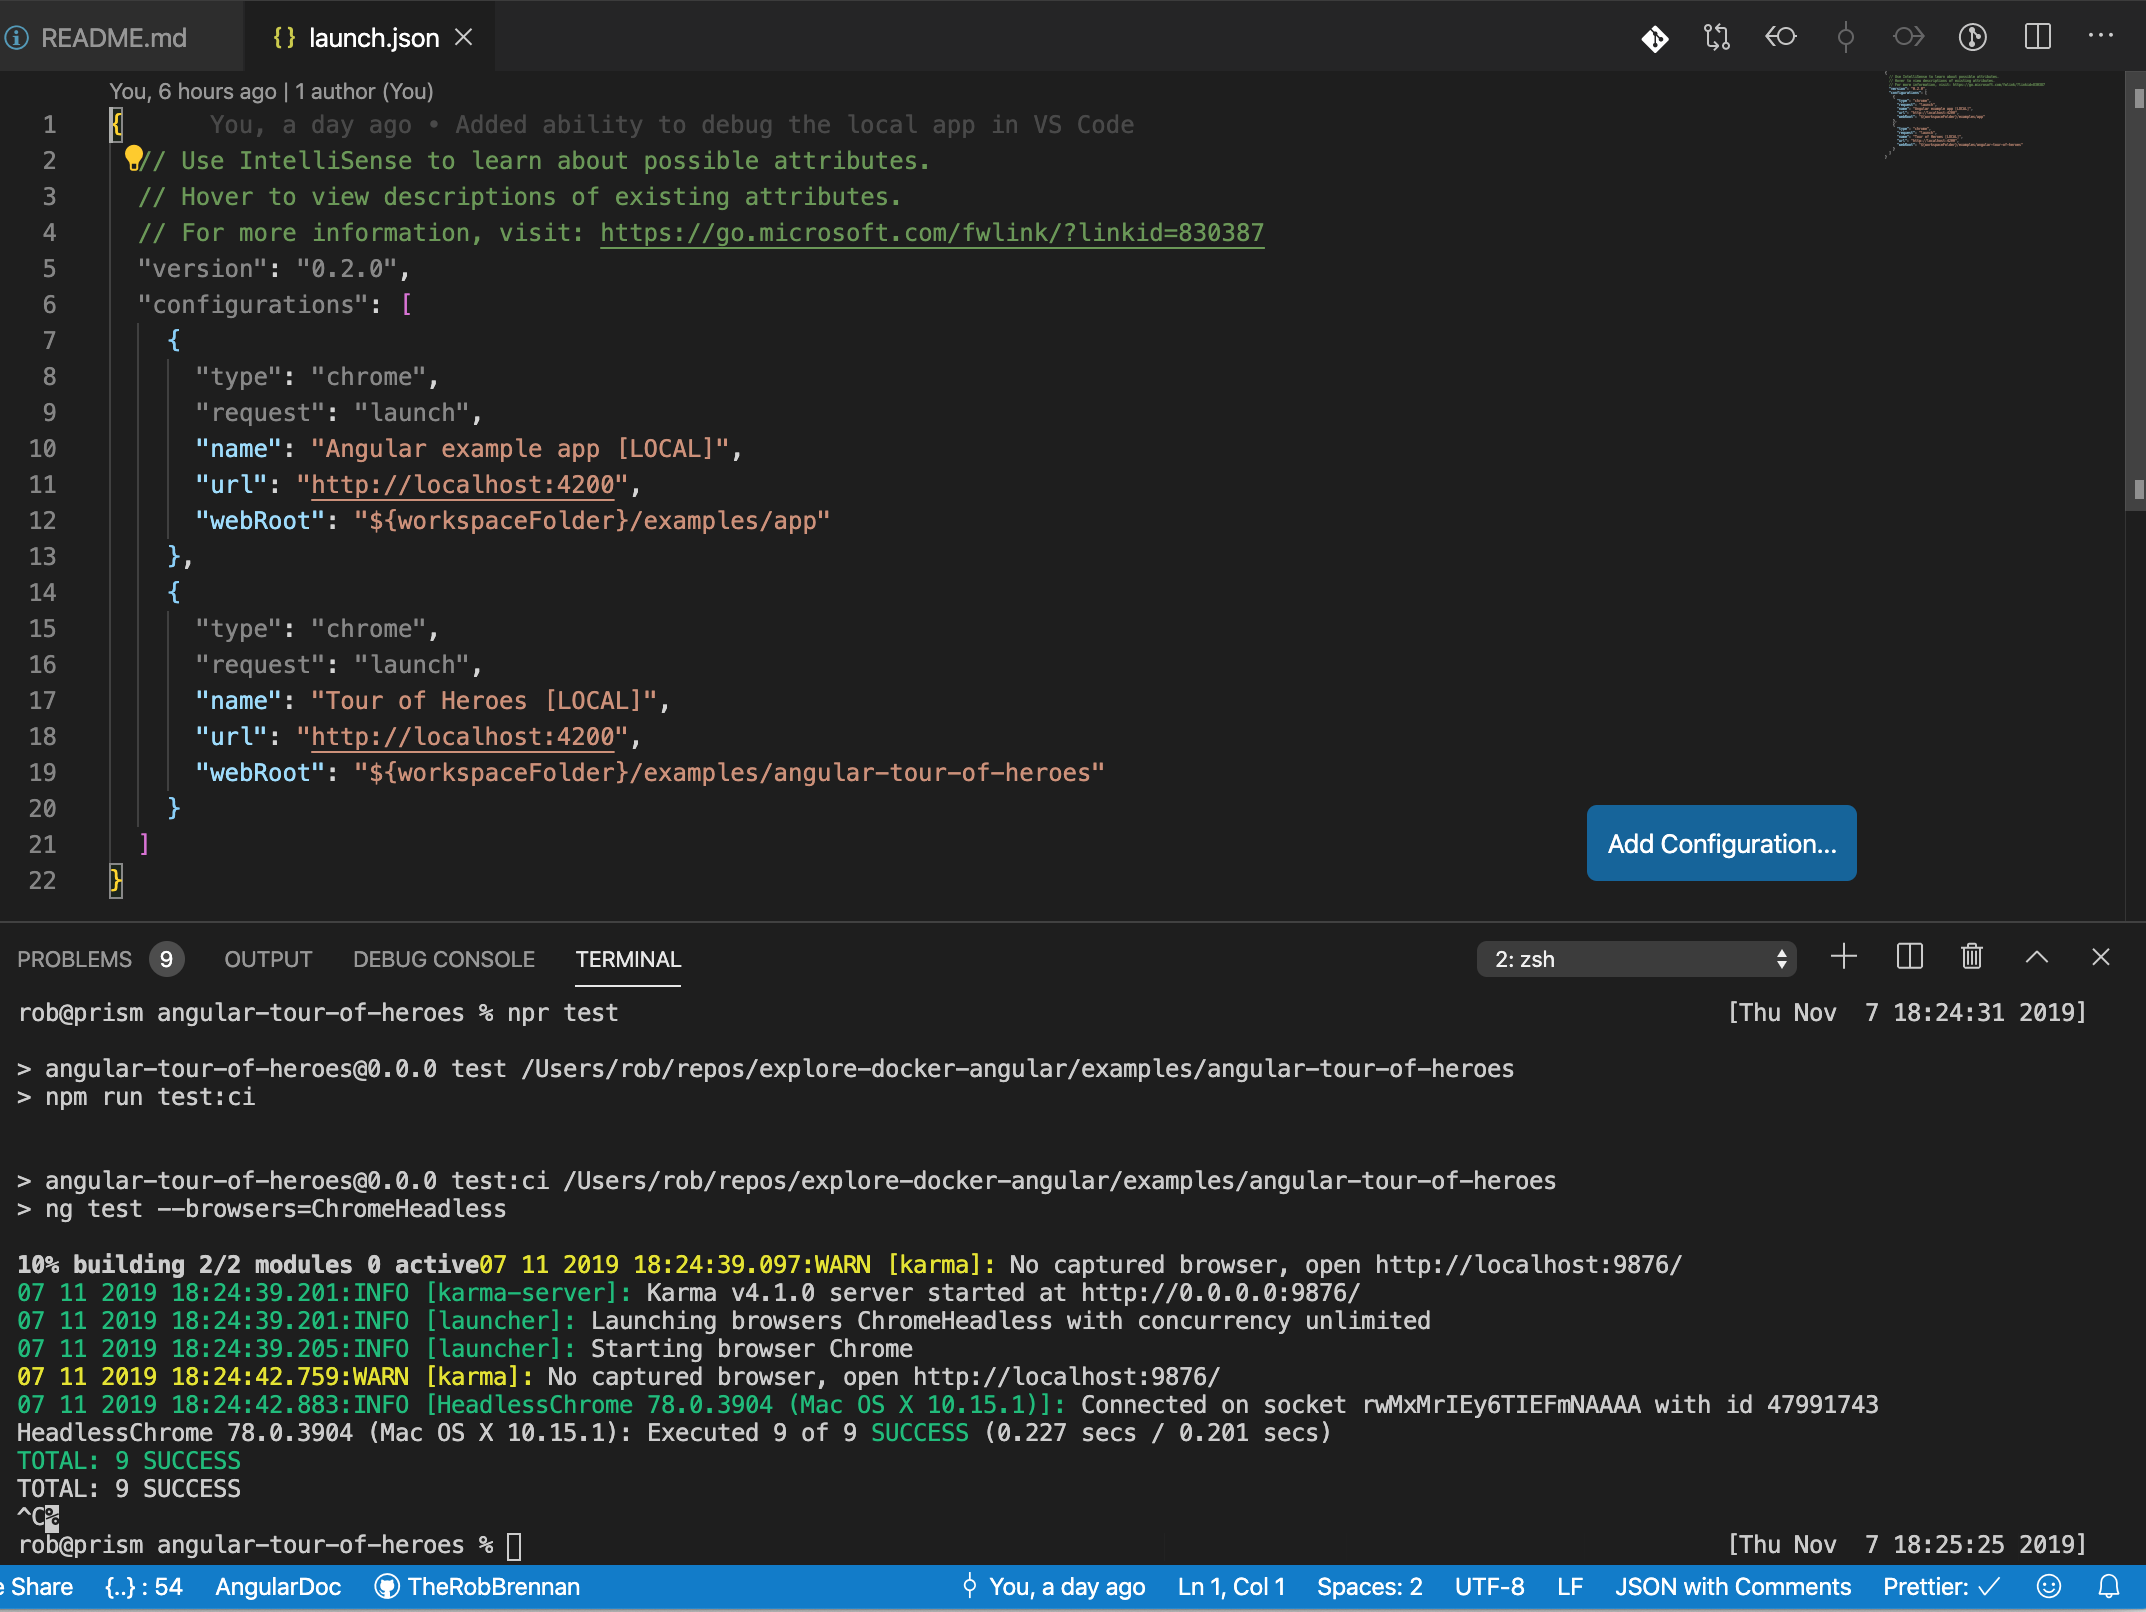 README.md
{} launch.json
You, 6 hours ago | 1 author (You)
1 { You, a day ago • Added ability to debug the local app in VS Code
2 // Use IntelliSense to learn about possible attributes.
3 // Hover to view descriptions of existing attributes.
4 // For more information, visit: https://go.microsoft.com/fwlink/?linkid=830387
5 "version": "0.2.0",
6 "configurations": [
7 {
8 "type": "chrome",
9 "request": "launch",
10 "name": "Angular example app [LOCAL]",
11 "url": "http://localhost:4200",
12 "webRoot": "${workspaceFolder}/examples/app"
13 },
14 {
15 "type": "chrome",
16 "request": "launch",
17 "name": "Tour of Heroes [LOCAL]",
18 "url": "http://localhost:4200",
19 "webRoot": "${workspaceFolder}/examples/angular-tour-of-heroes"
20 }
21 ]
22 }
Add Configuration...
PROBLEMS 9 OUTPUT DEBUG CONSOLE TERMINAL 2: zsh
rob@prism angular-tour-of-heroes % npr test [Thu Nov 7 18:24:31 2019]
> angular-tour-of-heroes@0.0.0 test /Users/rob/repos/explore-docker-angular/examples/angular-tour-of-heroes
> npm run test:ci
> angular-tour-of-heroes@0.0.0 test:ci /Users/rob/repos/explore-docker-angular/examples/angular-tour-of-heroes
> ng test --browsers=ChromeHeadless
10% building 2/2 modules 0 active07 11 2019 18:24:39.097:WARN [karma]: No captured browser, open http://localhost:9876/
07 11 2019 18:24:39.201:INFO [karma-server]: Karma v4.1.0 server started at http://0.0.0.0:9876/
07 11 2019 18:24:39.201:INFO [launcher]: Launching browsers ChromeHeadless with concurrency unlimited
07 11 2019 18:24:39.205:INFO [launcher]: Starting browser Chrome
07 11 2019 18:24:42.759:WARN [karma]: No captured browser, open http://localhost:9876/
07 11 2019 18:24:42.883:INFO [HeadlessChrome 78.0.3904 (Mac OS X 10.15.1)]: Connected on socket rwMxMrIEy6TIEFmNAAAA with id 47991743
HeadlessChrome 78.0.3904 (Mac OS X 10.15.1): Executed 9 of 9 SUCCESS (0.227 secs / 0.201 secs)
TOTAL: 9 SUCCESS
TOTAL: 9 SUCCESS
^C%
rob@prism angular-tour-of-heroes % [Thu Nov 7 18:25:25 2019]
e Share {..} : 54 AngularDoc TheRobBrennan You, a day ago Ln 1, Col 1 Spaces: 2 UTF-8 LF JSON with Comments Prettier: ✓